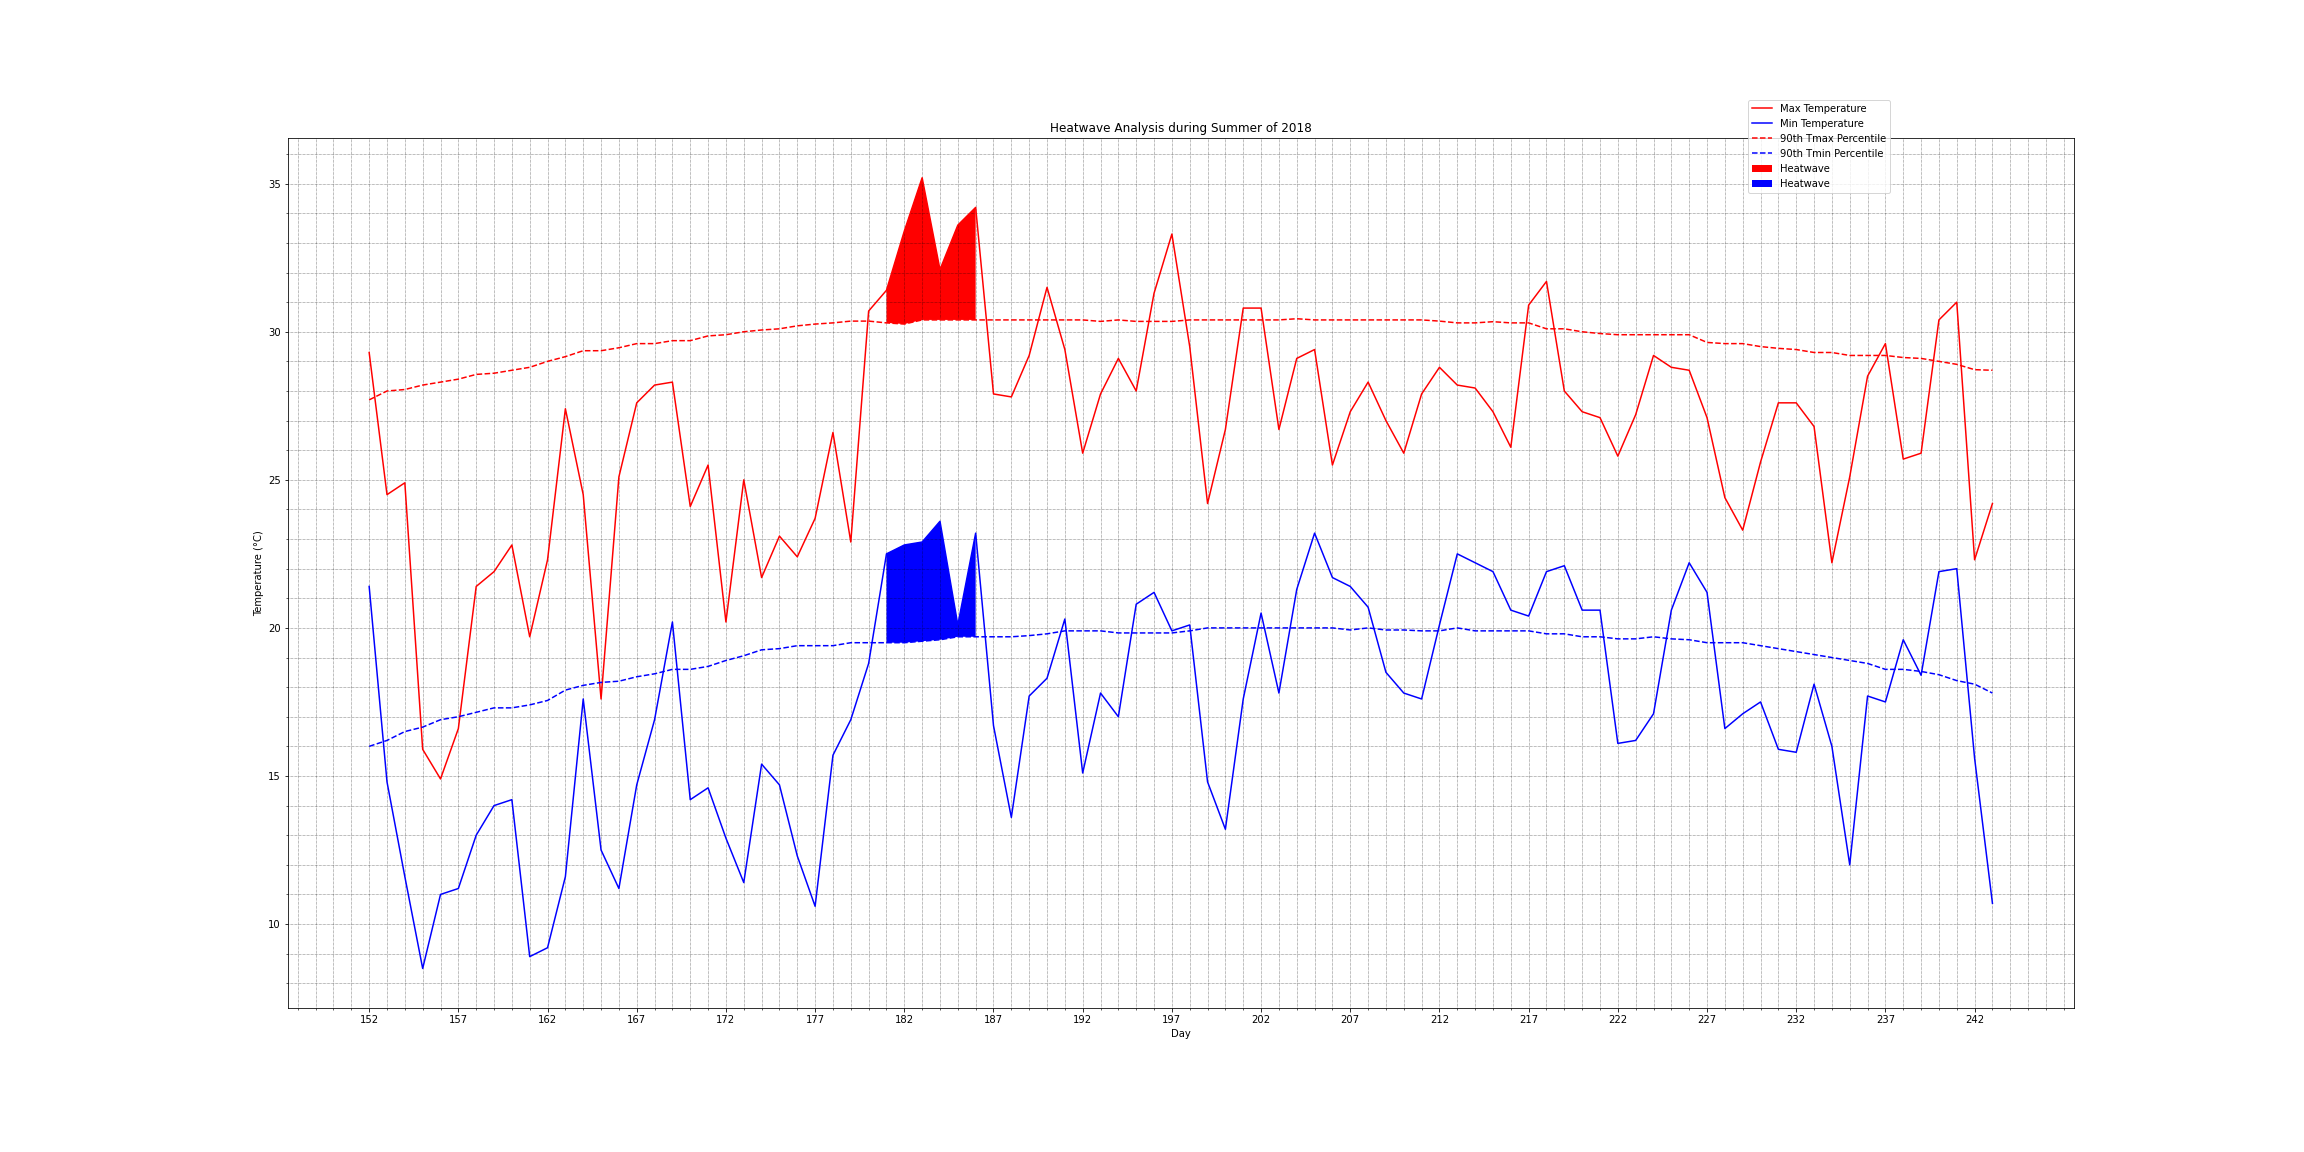 Heatwave Analysis during Summer of 2018
Max Temperature
Min Temperature
90th Tmax Percentile
90th Tmin Percentile
Heatwave
Heatwave
Temperature (°C)
35
30
25
20
15
10
152 157 162 167 172 177 182 187 192 197 202 207 212 217 222 227 232 237 242
Day